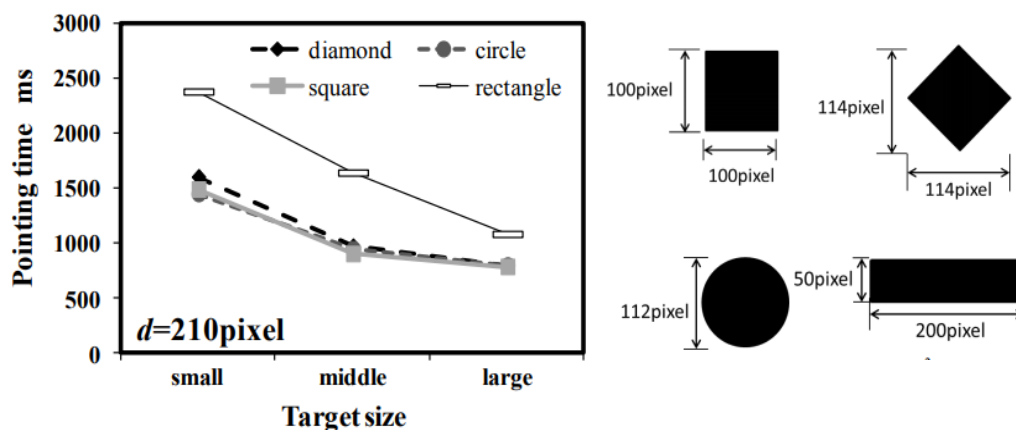 Pointing time ms
3000
2500
2000
1500
1000
500
0
diamond
circle
square
rectangle
d=210pixel
small
middle
large
Target size
100pixel
100pixel
114pixel
114pixel
112pixel
50pixel
200pixel